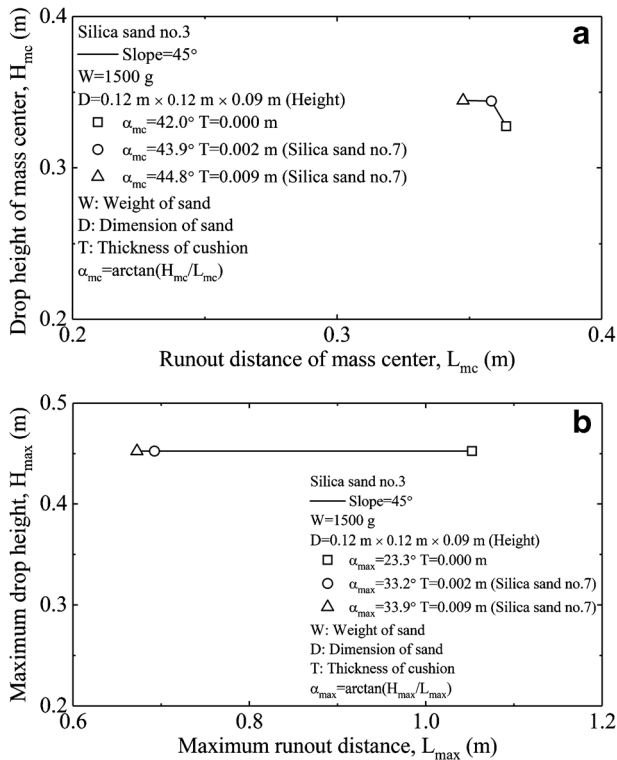 a
Silica sand no.3
Slope=45°
W=1500 g
D=0.12 m × 0.12 m × 0.09 m (Height)
α_mc=42.0° T=0.000 m
α_mc=43.9° T=0.002 m (Silica sand no.7)
α_mc=44.8° T=0.009 m (Silica sand no.7)
W: Weight of sand
D: Dimension of sand
T: Thickness of cushion
α_mc=arctan(H_mc/L_mc)
Drop height of mass center, H_mc (m)
0.4
0.3
0.2
0.2 0.3 0.4
Runout distance of mass center, L_mc (m)
b
Silica sand no.3
Slope=45°
W=1500 g
D=0.12 m × 0.12 m × 0.09 m (Height)
α_max=23.3° T=0.000 m
α_max=33.2° T=0.002 m (Silica sand no.7)
α_max=33.9° T=0.009 m (Silica sand no.7)
W: Weight of sand
D: Dimension of sand
T: Thickness of cushion
α_max=arctan(H_max/L_max)
Maximum drop height, H_max (m)
0.5
0.4
0.3
0.2
0.6 0.8 1.0 1.2
Maximum runout distance, L_max (m)